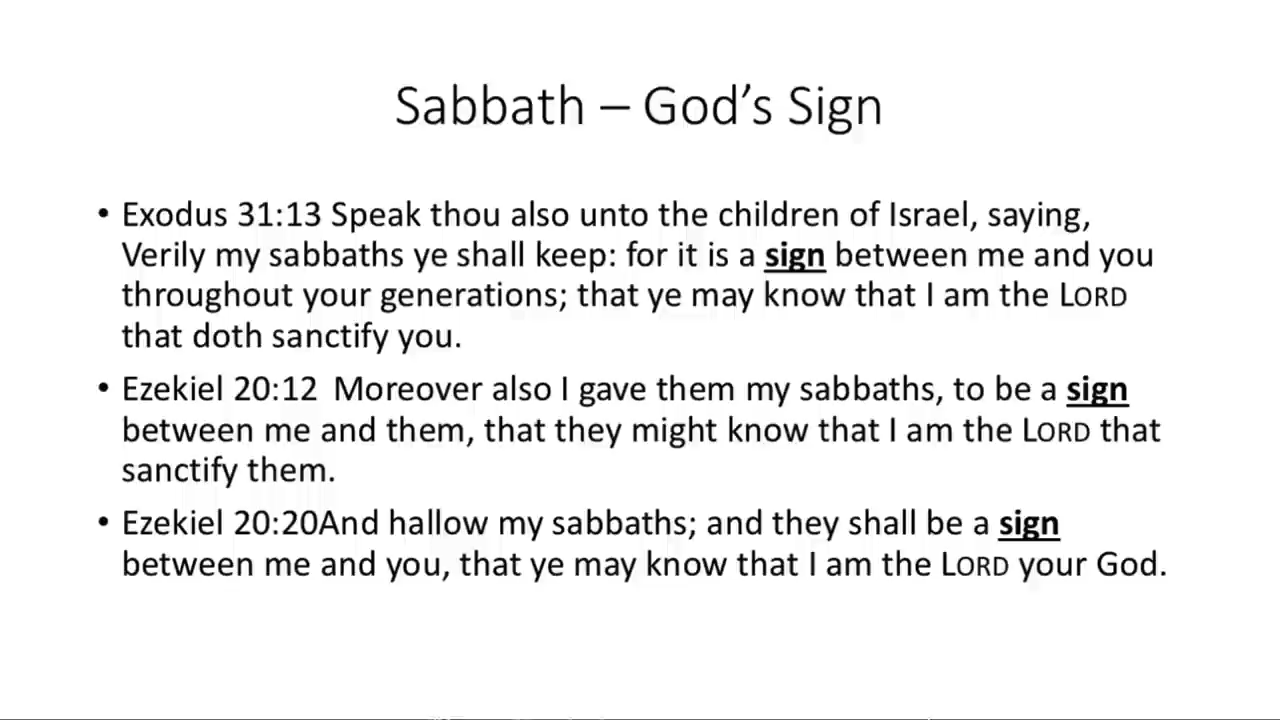 Sabbath – God's Sign
• Exodus 31:13 Speak thou also unto the children of Israel, saying,
Verily my sabbaths ye shall keep: for it is a sign between me and you
throughout your generations; that ye may know that I am the LORD
that doth sanctify you.
• Ezekiel 20:12  Moreover also I gave them my sabbaths, to be a sign
between me and them, that they might know that I am the LORD that
sanctify them.
• Ezekiel 20:20And hallow my sabbaths; and they shall be a sign
between me and you, that ye may know that I am the LORD your God.